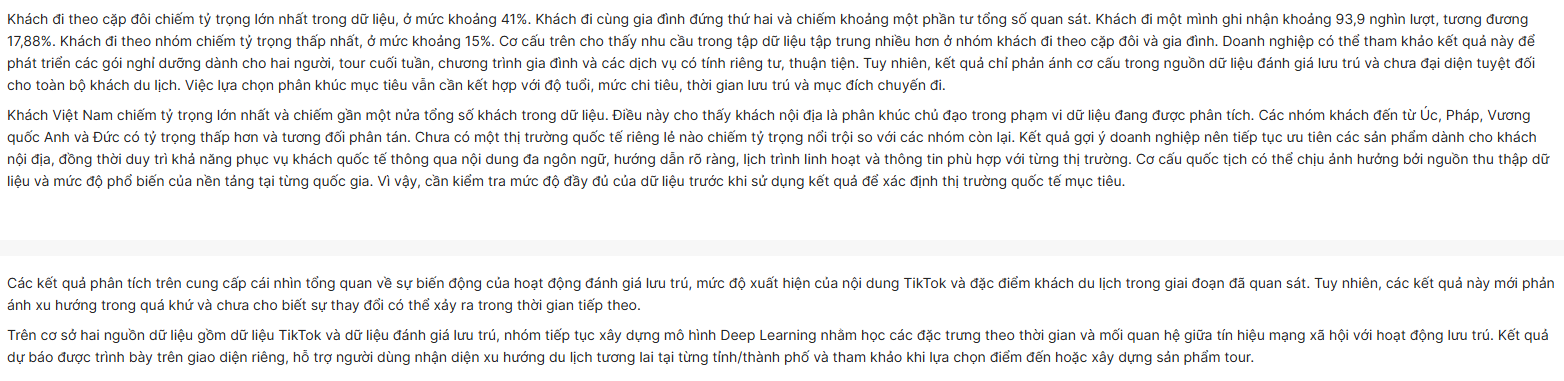 Khách đi theo cặp đôi chiếm tỷ trọng lớn nhất trong dữ liệu, ở mức khoảng 41%. Khách đi cùng gia đình đứng thứ hai và chiếm khoảng một phần tư tổng số quan sát. Khách đi một mình ghi nhận khoảng 93,9 nghìn lượt, tương đương
17,88%. Khách đi theo nhóm chiếm tỷ trọng thấp nhất, ở mức khoảng 15%. Cơ cấu trên cho thấy nhu cầu trong tập dữ liệu tập trung nhiều hơn ở nhóm khách đi theo cặp đôi và gia đình. Doanh nghiệp có thể tham khảo kết quả này để
phát triển các gói nghỉ dưỡng dành cho hai người, tour cuối tuần, chương trình gia đình và các dịch vụ có tính riêng tư, thuận tiện. Tuy nhiên, kết quả chỉ phản ánh cơ cấu trong nguồn dữ liệu đánh giá lưu trú và chưa đại diện tuyệt đối
cho toàn bộ khách du lịch. Việc lựa chọn phân khúc mục tiêu vẫn cần kết hợp với độ tuổi, mức chi tiêu, thời gian lưu trú và mục đích chuyến đi.
Khách Việt Nam chiếm tỷ trọng lớn nhất và chiếm gần một nửa tổng số khách trong dữ liệu. Điều này cho thấy khách nội địa là phân khúc chủ đạo trong phạm vi dữ liệu đang được phân tích. Các nhóm khách đến từ Úc, Pháp, Vương
quốc Anh và Đức có tỷ trọng thấp hơn và tương đối phân tán. Chưa có một thị trường quốc tế riêng lẻ nào chiếm tỷ trọng nổi trội so với các nhóm còn lại. Kết quả gợi ý doanh nghiệp nên tiếp tục ưu tiên các sản phẩm dành cho khách
nội địa, đồng thời duy trì khả năng phục vụ khách quốc tế thông qua nội dung đa ngôn ngữ, hướng dẫn rõ ràng, lịch trình linh hoạt và thông tin phù hợp với từng thị trường. Cơ cấu quốc tịch có thể chịu ảnh hưởng bởi nguồn thu thập dữ
liệu và mức độ phổ biến của nền tảng tại từng quốc gia. Vì vậy, cần kiểm tra mức độ đầy đủ của dữ liệu trước khi sử dụng kết quả để xác định thị trường quốc tế mục tiêu.
Các kết quả phân tích trên cung cấp cái nhìn tổng quan về sự biến động của hoạt động đánh giá lưu trú, mức độ xuất hiện của nội dung TikTok và đặc điểm khách du lịch trong giai đoạn đã quan sát. Tuy nhiên, các kết quả này mới phản
ánh xu hướng trong quá khứ và chưa cho biết sự thay đổi có thể xảy ra trong thời gian tiếp theo.
Trên cơ sở hai nguồn dữ liệu gồm dữ liệu TikTok và dữ liệu đánh giá lưu trú, nhóm tiếp tục xây dựng mô hình Deep Learning nhằm học các đặc trưng theo thời gian và mối quan hệ giữa tín hiệu mạng xã hội với hoạt động lưu trú. Kết quả
dự báo được trình bày trên giao diện riêng, hỗ trợ người dùng nhận diện xu hướng du lịch tương lai tại từng tỉnh/thành phố và tham khảo khi lựa chọn điểm đến hoặc xây dựng sản phẩm tour.